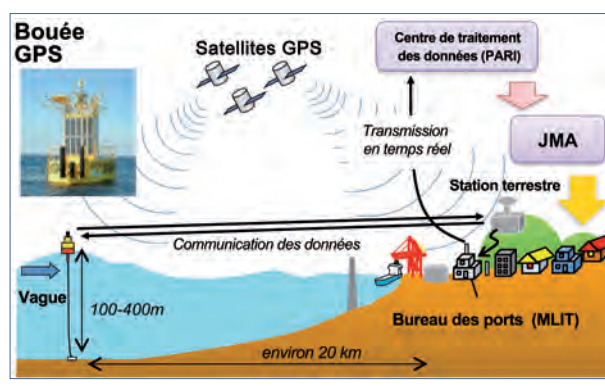 Bouée
GPS
Satellites GPS
Centre de traitement
des données (PARI)
Transmission
en temps réel
JMA
Station terrestre
Communication des données
Vague
100-400m
Bureau des ports (MLIT)
environ 20 km